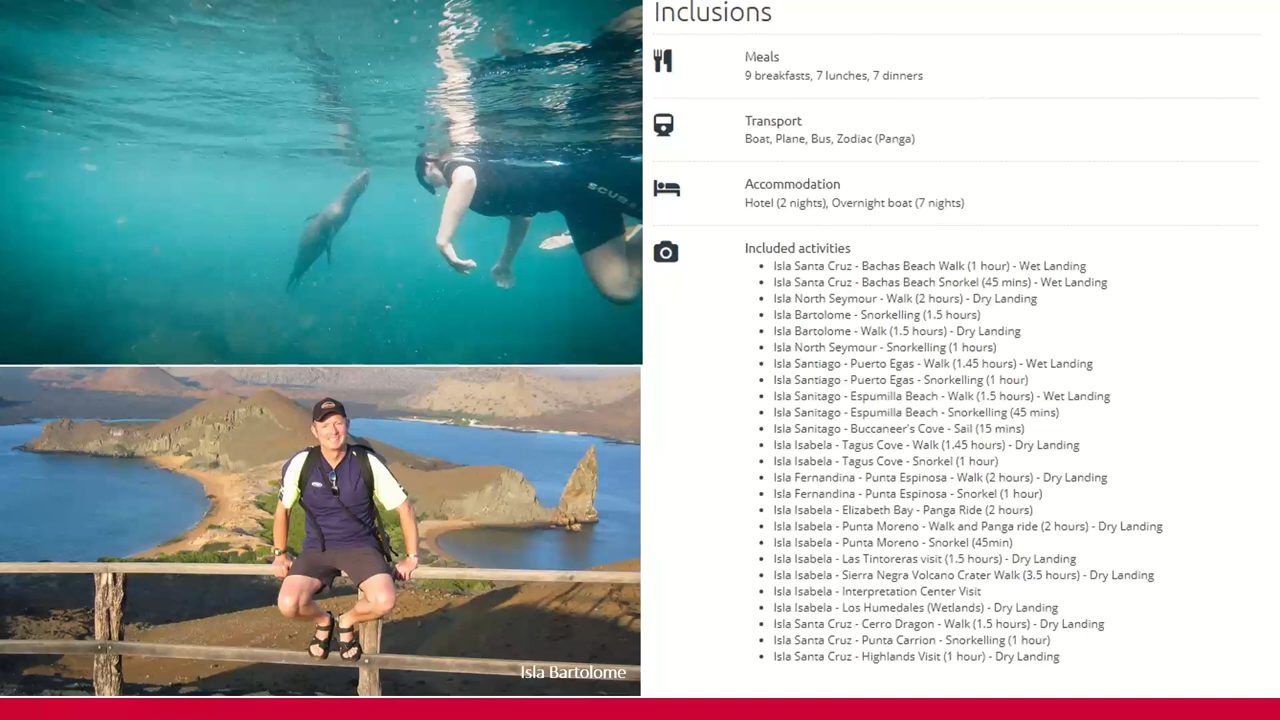 SCUBA
Isla Bartolome
Inclusions
Meals
9 breakfasts, 7 lunches, 7 dinners
Transport
Boat, Plane, Bus, Zodiac (Panga)
Accommodation
Hotel (2 nights), Overnight boat (7 nights)
Included activities
• Isla Santa Cruz - Bachas Beach Walk (1 hour) - Wet Landing
• Isla Santa Cruz - Bachas Beach Snorkel (45 mins) - Wet Landing
• Isla North Seymour - Walk (2 hours) - Dry Landing
• Isla Bartolome - Snorkelling (1.5 hours)
• Isla Bartolome - Walk (1.5 hours) - Dry Landing
• Isla North Seymour - Snorkelling (1 hours)
• Isla Santiago - Puerto Egas - Walk (1.45 hours) - Wet Landing
• Isla Santiago - Puerto Egas - Snorkelling (1 hour)
• Isla Sanitago - Espumilla Beach - Walk (1.5 hours) - Wet Landing
• Isla Sanitago - Espumilla Beach - Snorkelling (45 mins)
• Isla Sanitago - Buccaneer's Cove - Sail (15 mins)
• Isla Isabela - Tagus Cove - Walk (1.45 hours) - Dry Landing
• Isla Isabela - Tagus Cove - Snorkel (1 hour)
• Isla Fernandina - Punta Espinosa - Walk (2 hours) - Dry Landing
• Isla Fernandina - Punta Espinosa - Snorkel (1 hour)
• Isla Isabela - Elizabeth Bay - Panga Ride (2 hours)
• Isla Isabela - Punta Moreno - Walk and Panga ride (2 hours) - Dry Landing
• Isla Isabela - Punta Moreno - Snorkel (45min)
• Isla Isabela - Las Tintoreras visit (1.5 hours) - Dry Landing
• Isla Isabela - Sierra Negra Volcano Crater Walk (3.5 hours) - Dry Landing
• Isla Isabela - Interpretation Center Visit
• Isla Isabela - Los Humedales (Wetlands) - Dry Landing
• Isla Santa Cruz - Cerro Dragon - Walk (1.5 hours) - Dry Landing
• Isla Santa Cruz - Punta Carrion - Snorkelling (1 hour)
• Isla Santa Cruz - Highlands Visit (1 hour) - Dry Landing